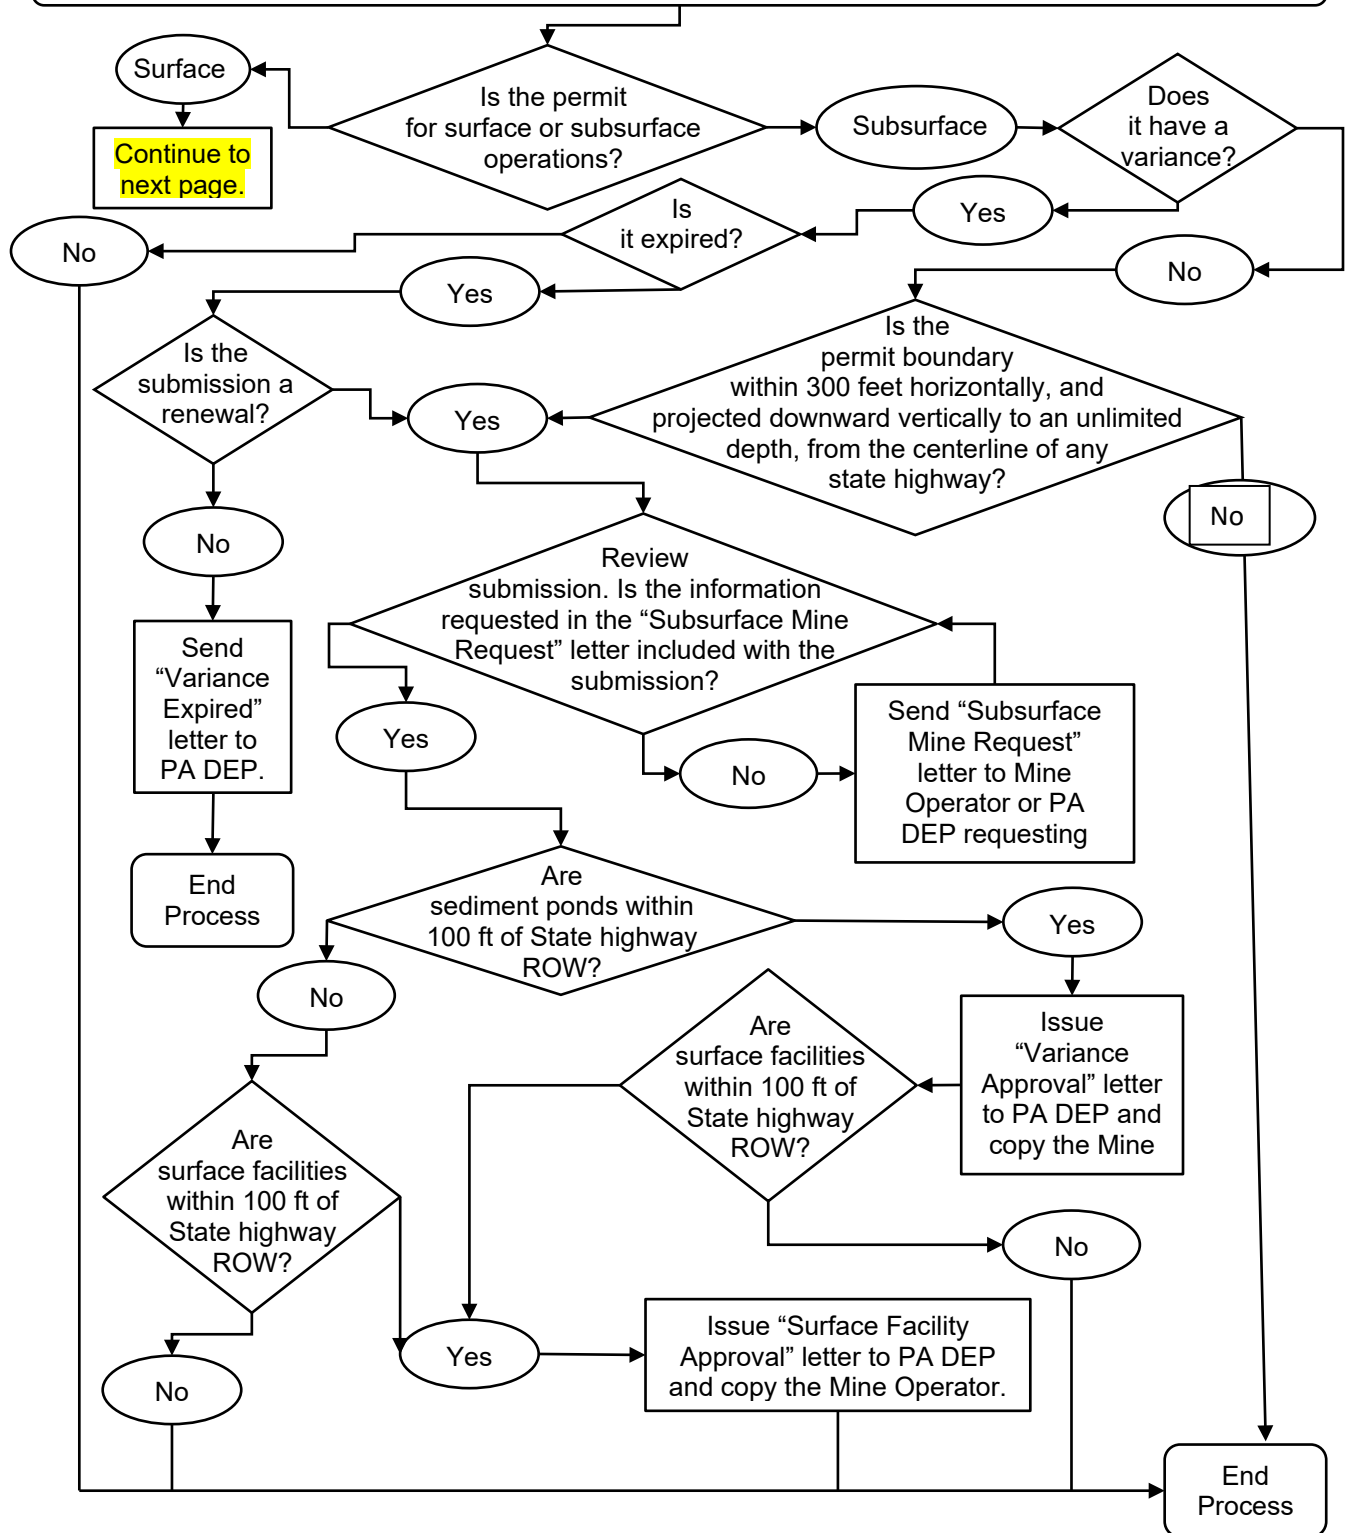 Surface
Is the permit
for surface or subsurface
operations?
Subsurface
Does
it have a
variance?
Continue to
next page.
Is
it expired?
Yes
No
No
Yes
Is the
submission a
renewal?
Yes
Is the
permit boundary
within 300 feet horizontally, and
projected downward vertically to an unlimited
depth, from the centerline of any
state highway?
No
No
Review
submission. Is the information
requested in the “Subsurface Mine
Request” letter included with the
submission?
Send
“Variance
Expired”
letter to
PA DEP.
Yes
No
Send “Subsurface
Mine Request”
letter to Mine
Operator or PA
DEP requesting
End
Process
Are
sediment ponds within
100 ft of State highway
ROW?
Yes
No
Issue
“Variance
Approval” letter
to PA DEP and
copy the Mine
Are
surface facilities
within 100 ft of
State highway
ROW?
Are
surface facilities
within 100 ft of
State highway
ROW?
No
No
Yes
Issue “Surface Facility
Approval” letter to PA DEP
and copy the Mine Operator.
End
Process